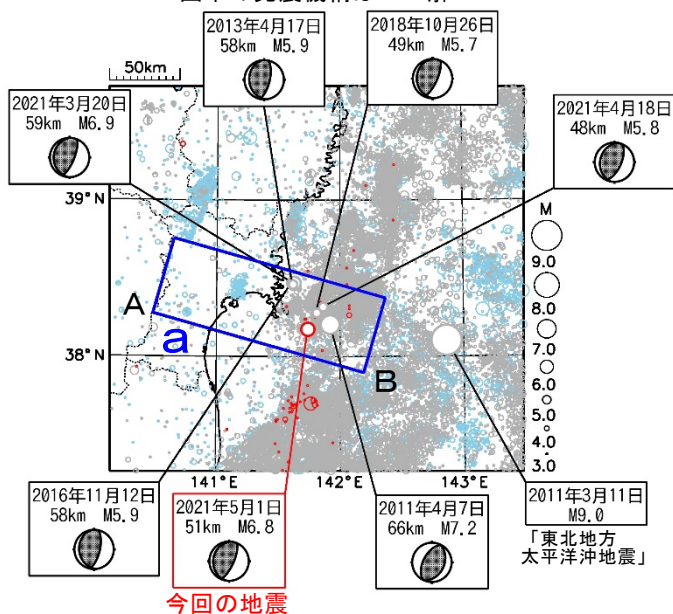 2013年4月17日
58km M5.9
2018年10月26日
49km M5.7
50km
2021年3月20日
59km M6.9
2021年4月18日
48km M5.8
39°N
38°N
A
a
B
M
9.0
8.0
7.0
6.0
5.0
4.0
3.0
141°E
142°E
143°E
2016年11月12日
58km M5.9
2021年5月1日
51km M6.8
今回の地震
2011年4月7日
66km M7.2
2011年3月11日
M9.0
「東北地方
太平洋沖地震」